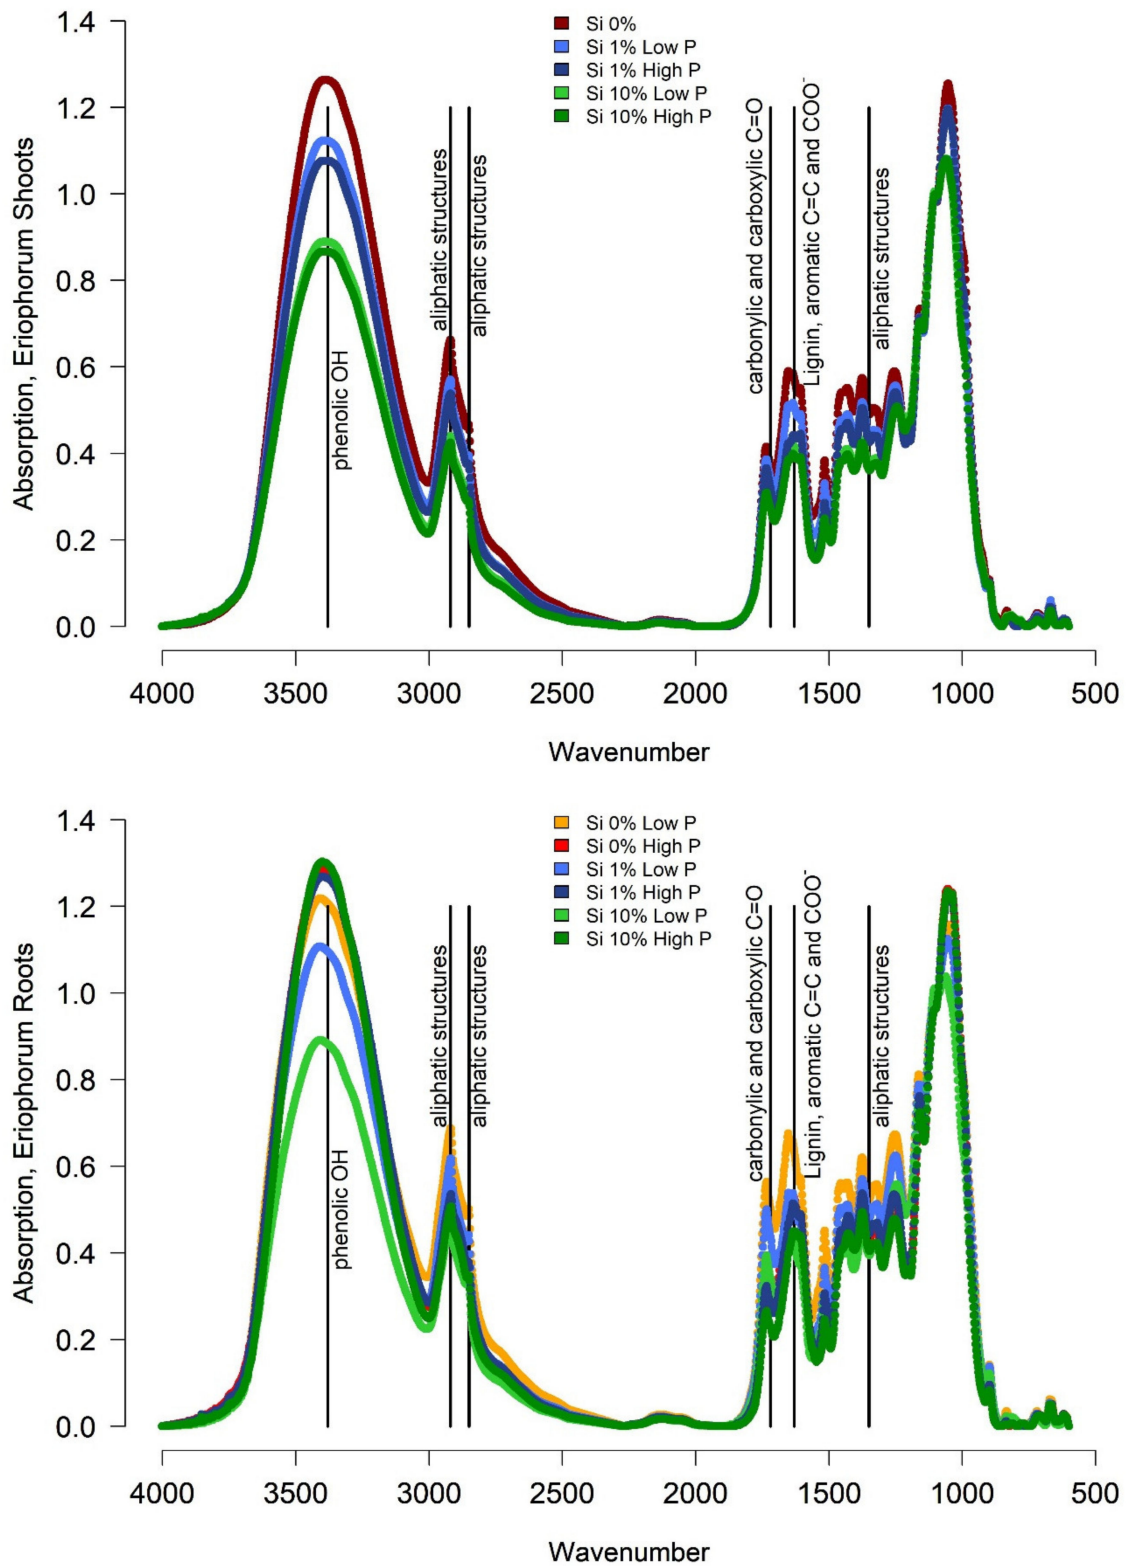 1.4
1.2
1.0
0.8
0.6
0.4
0.2
0.0
Absorption, Eriophorum Shoots
Si 0%
Si 1% Low P
Si 1% High P
Si 10% Low P
Si 10% High P
phenolic OH
aliphatic structures
aliphatic structures
carbonylic and carboxylic C=O
Lignin, aromatic C=C and COO⁻
aliphatic structures
4000 3500 3000 2500 2000 1500 1000 500
Wavenumber
1.4
1.2
1.0
0.8
0.6
0.4
0.2
0.0
Absorption, Eriophorum Roots
Si 0% Low P
Si 0% High P
Si 1% Low P
Si 1% High P
Si 10% Low P
Si 10% High P
phenolic OH
aliphatic structures
aliphatic structures
carbonylic and carboxylic C=O
Lignin, aromatic C=C and COO⁻
aliphatic structures
4000 3500 3000 2500 2000 1500 1000 500
Wavenumber